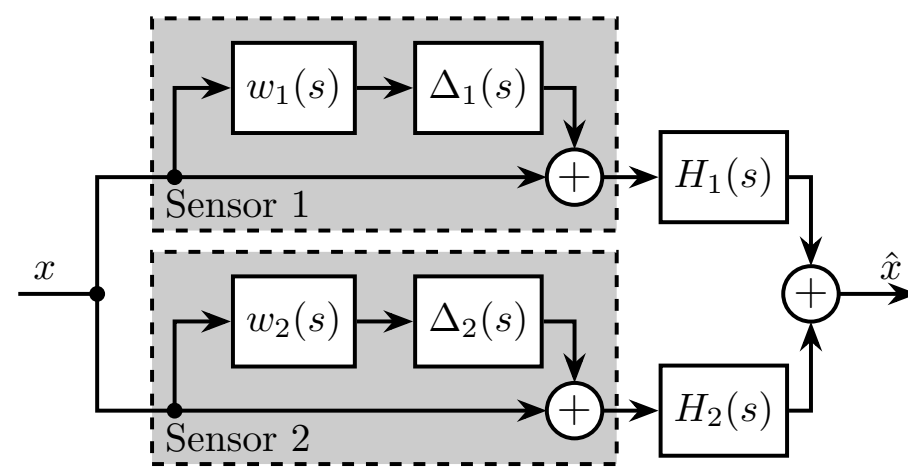 w₁(s) Δ₁(s)
+
H₁(s)
Sensor 1
x x̂
+
w₂(s) Δ₂(s)
+
H₂(s)
Sensor 2